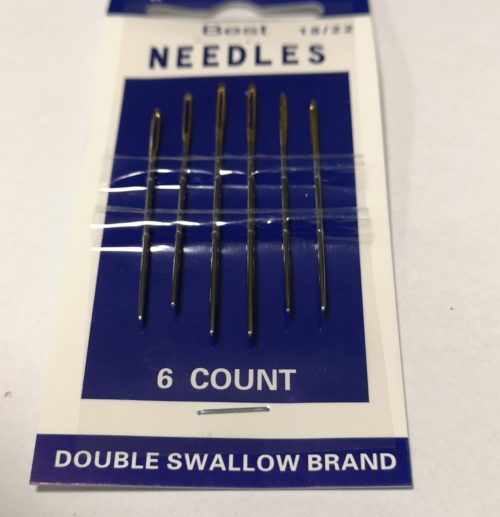 Best 18/22
NEEDLES
6 COUNT
DOUBLE SWALLOW BRAND